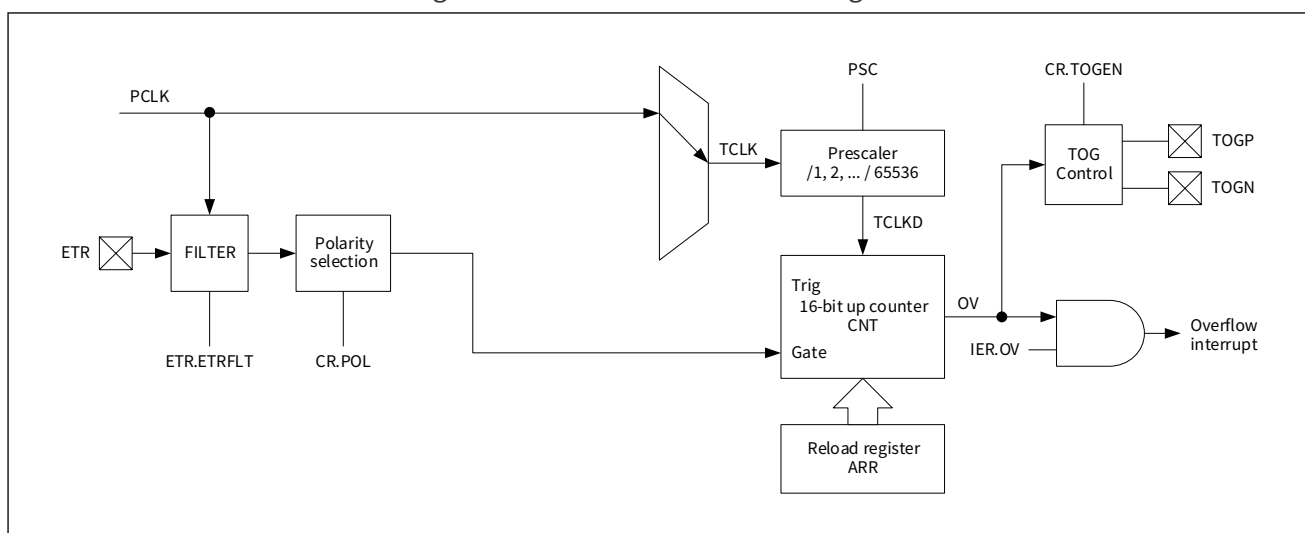 PCLK
PSC
CR.TOGEN
TCLK
Prescaler
/1, 2, ... / 65536
TOG
Control
TOGP
TOGN
TCLKD
ETR
FILTER
Polarity
selection
Trig
16-bit up counter
CNT
Gate
OV
IER.OV
Overflow
interrupt
ETR.ETRFLT
CR.POL
Reload register
ARR